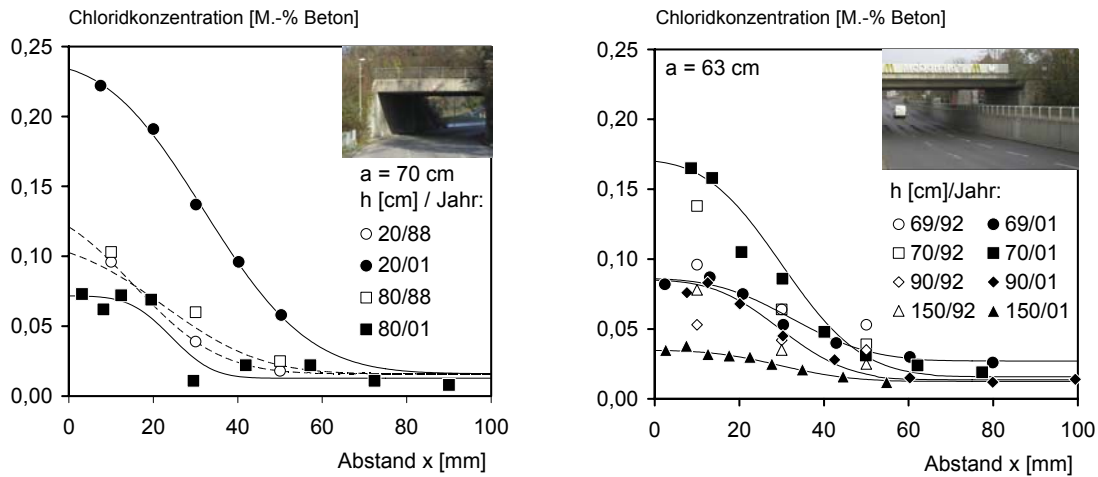 Chloridkonzentration [M.-% Beton]
0,25
0,20
0,15
0,10
0,05
0,00
0 20 40 60 80 100
Abstand x [mm]
a = 70 cm
h [cm] / Jahr:
20/88
20/01
80/88
80/01
Chloridkonzentration [M.-% Beton]
0,25
0,20
0,15
0,10
0,05
0,00
0 20 40 60 80 100
Abstand x [mm]
a = 63 cm
h [cm]/Jahr:
69/92 69/01
70/92 70/01
90/92 90/01
150/92 150/01